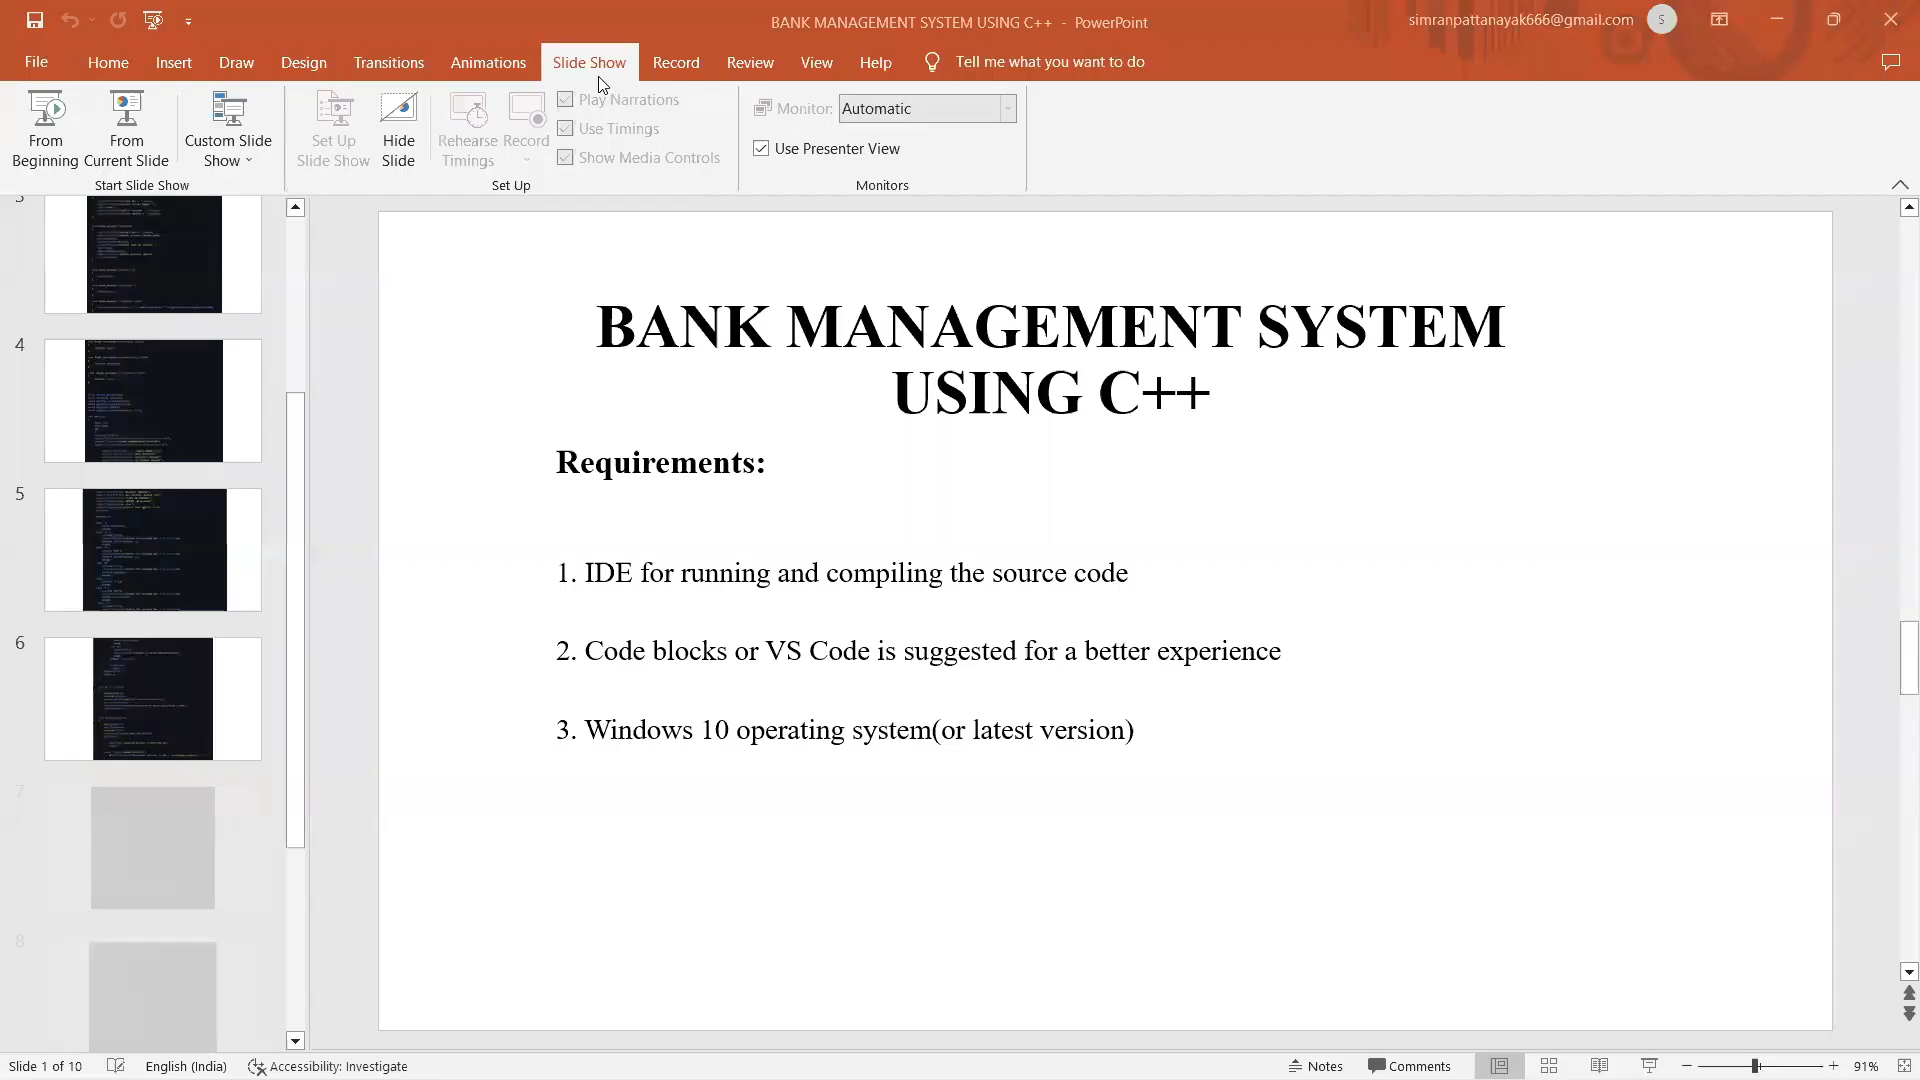 BANK MANAGEMENT SYSTEM USING C++ - PowerPoint
simranpattanayak666@gmail.com
S
File Home Insert Draw Design Transitions Animations Slide Show Record Review View Help Tell me what you want to do
From Beginning
From Current Slide
Custom Slide Show
Start Slide Show
Set Up Slide Show
Hide Slide
Rehearse Timings
Record
Play Narrations
Use Timings
Show Media Controls
Set Up
Monitor: Automatic
Use Presenter View
Monitors
4
5
6
7
8
BANK MANAGEMENT SYSTEM
USING C++
Requirements:
1. IDE for running and compiling the source code
2. Code blocks or VS Code is suggested for a better experience
3. Windows 10 operating system(or latest version)
Slide 1 of 10 English (India) Accessibility: Investigate Notes Comments 91%